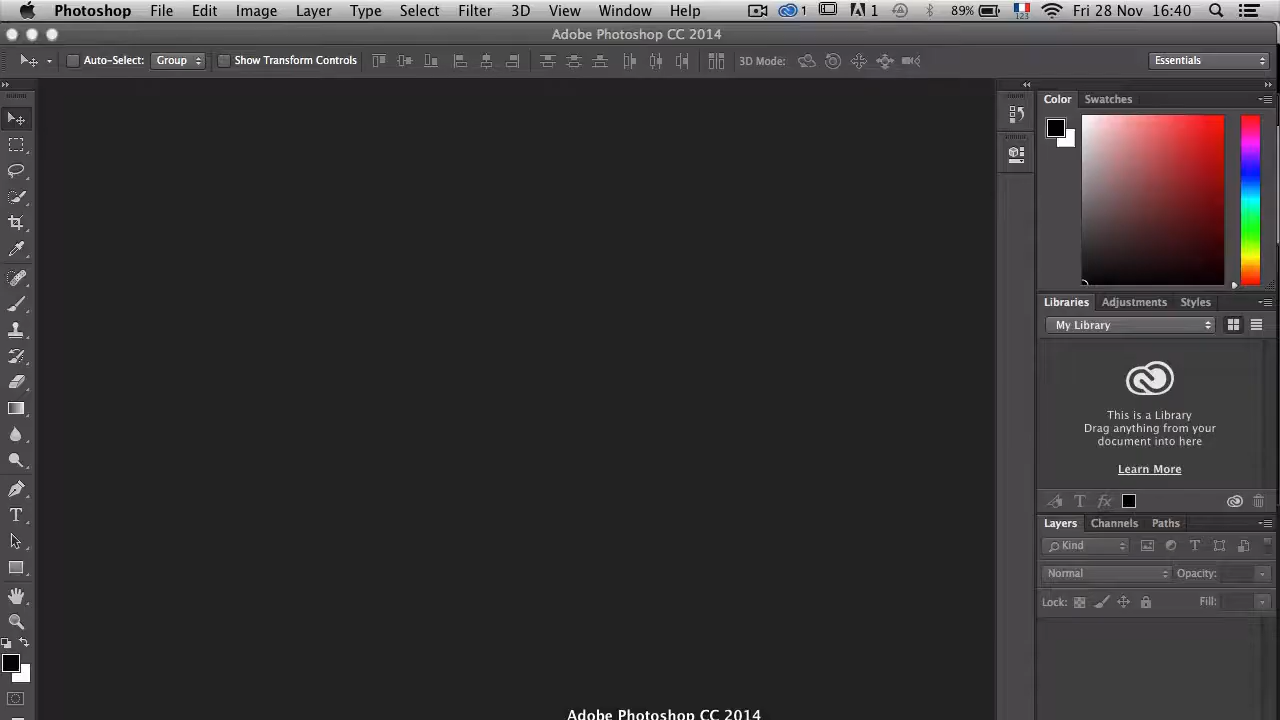 Photoshop File Edit Image Layer Type Select Filter 3D View Window Help 1 1 89% 123 Fri 28 Nov 16:40
Adobe Photoshop CC 2014
Auto-Select: Group Show Transform Controls 3D Mode: Essentials
Color Swatches
Libraries Adjustments Styles
My Library
This is a Library
Drag anything from your
document into here
Learn More
T fx
Layers Channels Paths
Kind T
Normal Opacity:
Lock: Fill:
T
Adobe Photoshop CC 2014